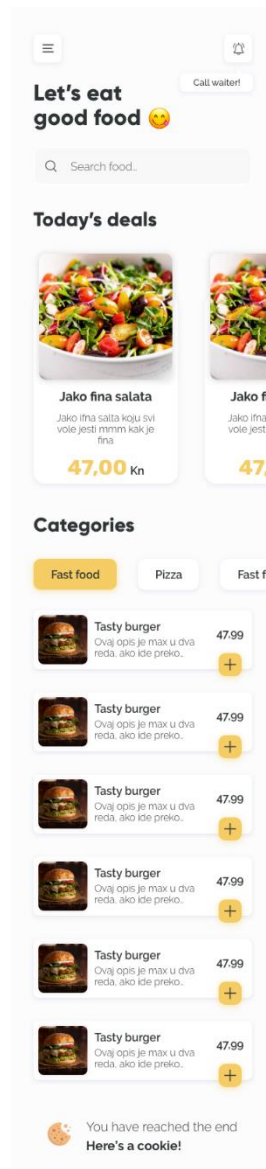 Call waiter!
Let's eat
good food 😋
Search food..
Today's deals
Jako fina salata
Jako ifna salta koju svi
vole jesti mmm kak je
fina
47,00 Kn
Jako f
Jako ifna
vole jest
47,
Categories
Fast food
Pizza
Fast f
Tasty burger
Ovaj opis je max u dva
reda, ako ide preko..
47.99
+
Tasty burger
Ovaj opis je max u dva
reda, ako ide preko..
47.99
+
Tasty burger
Ovaj opis je max u dva
reda, ako ide preko..
47.99
+
Tasty burger
Ovaj opis je max u dva
reda, ako ide preko..
47.99
+
Tasty burger
Ovaj opis je max u dva
reda, ako ide preko..
47.99
+
Tasty burger
Ovaj opis je max u dva
reda, ako ide preko..
47.99
+
You have reached the end
Here's a cookie!